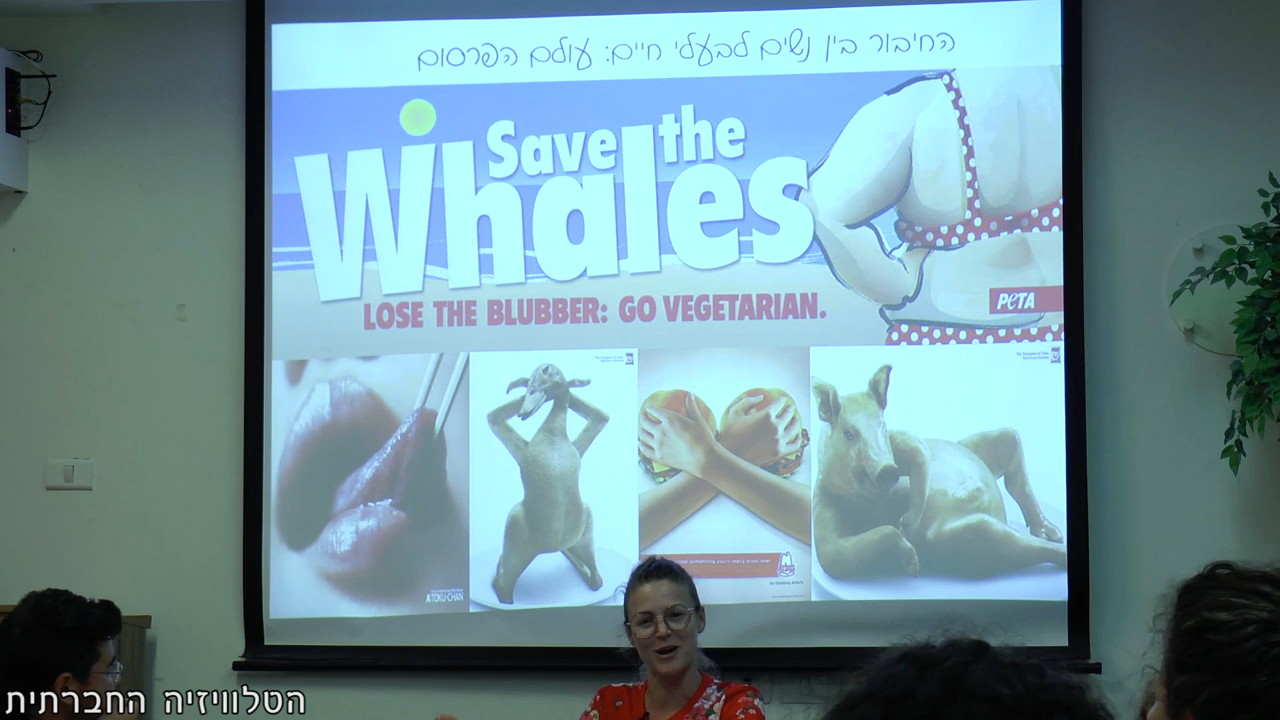 החיבור בין נשים לבעלי חיים: עולם הפרסום
Save the
Whales
LOSE THE BLUBBER: GO VEGETARIAN.
PETA
הטלוויזיה החברתית